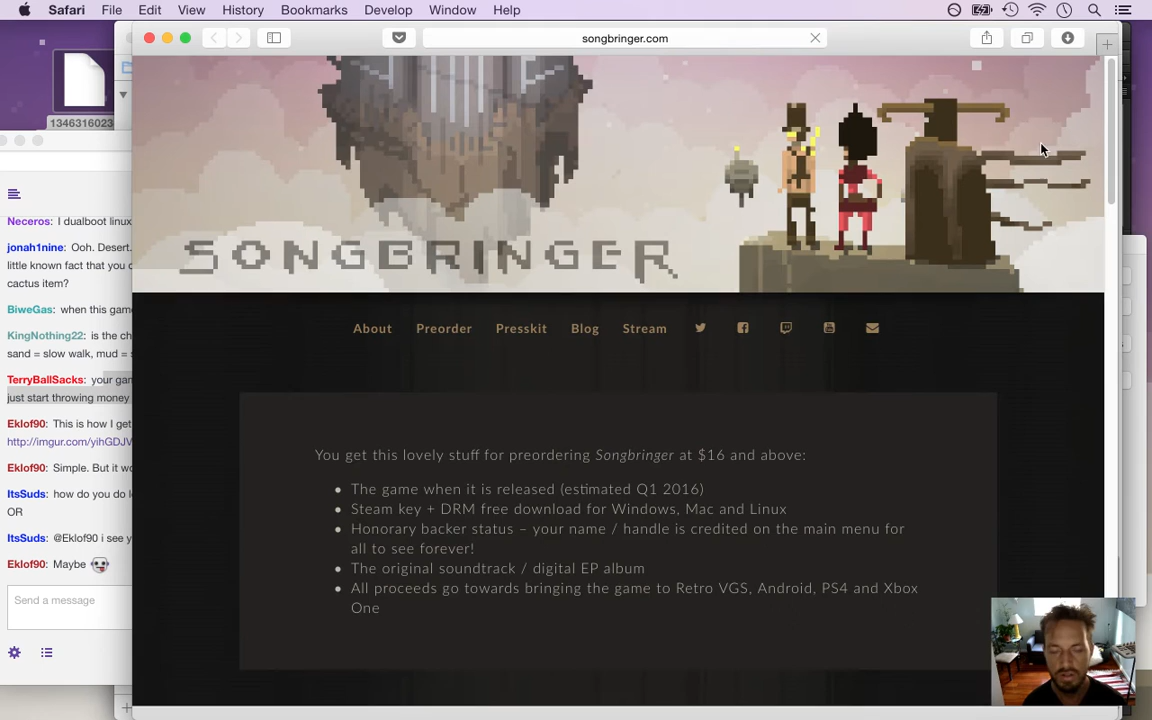 Safari File Edit View History Bookmarks Develop Window Help
songbringer.com
1346316023
SONGBRINGER
About Preorder Presskit Blog Stream
You get this lovely stuff for preordering Songbringer at $16 and above:
The game when it is released (estimated Q1 2016)
Steam key + DRM free download for Windows, Mac and Linux
Honorary backer status – your name / handle is credited on the main menu for
all to see forever!
The original soundtrack / digital EP album
All proceeds go towards bringing the game to Retro VGS, Android, PS4 and Xbox
One
Neceros: I dualboot linux
jonah1nine: Ooh. Desert.
little known fact that you
cactus item?
BiweGas: when this gam
KingNothing22: is the ch
sand = slow walk, mud =
TerryBallSacks: your gam
just start throwing money
Eklof90: This is how I get
http://imgur.com/yihGDJV
Eklof90: Simple. But it w
ItsSuds: how do you do l
OR
ItsSuds: @Eklof90 i see y
Eklof90: Maybe
Send a message